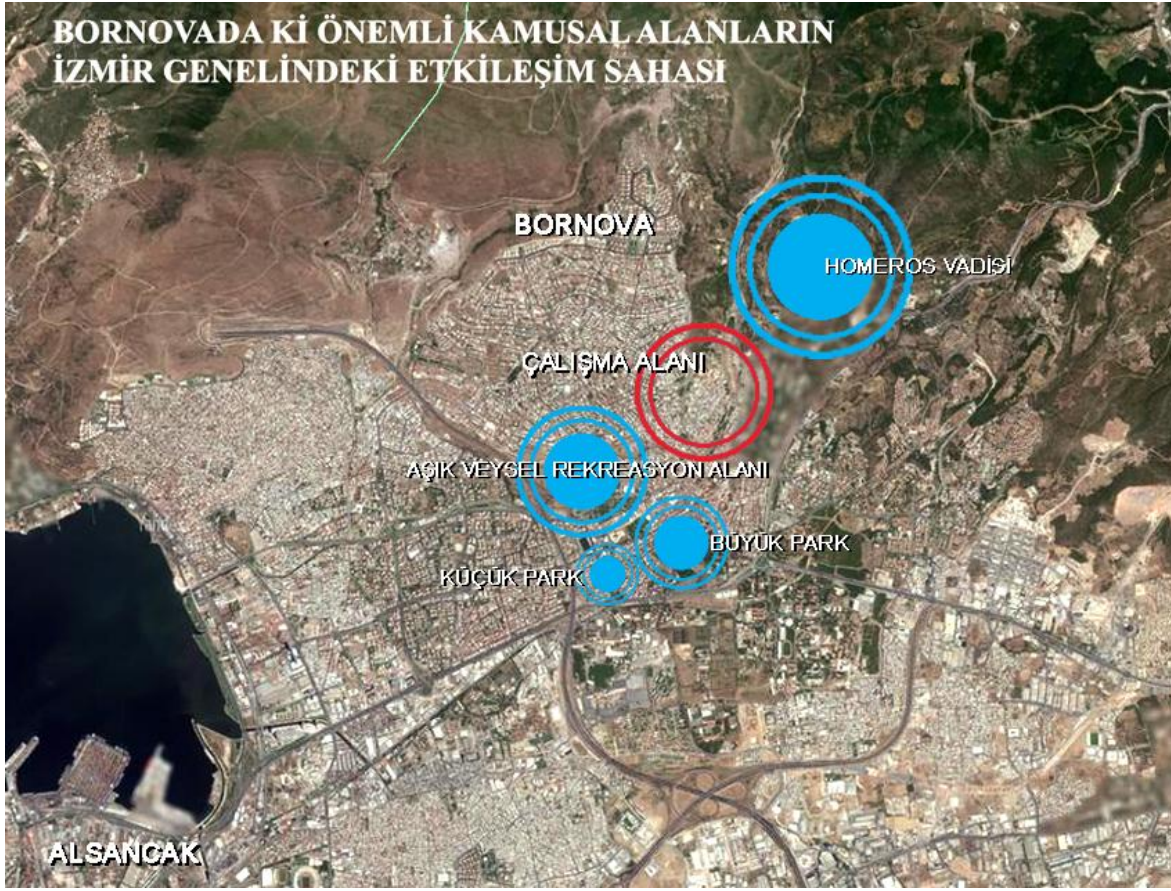 BORNOVADA Kİ ÖNEMLİ KAMUSAL ALANLARIN
İZMİR GENELİNDEKİ ETKİLEŞİM SAHASI
BORNOVA
HOMEROS VADİSİ
ÇALIŞMA ALANI
AŞIK VEYSEL REKREASYON ALANI
BÜYÜK PARK
KÜÇÜK PARK
ALSANCAK